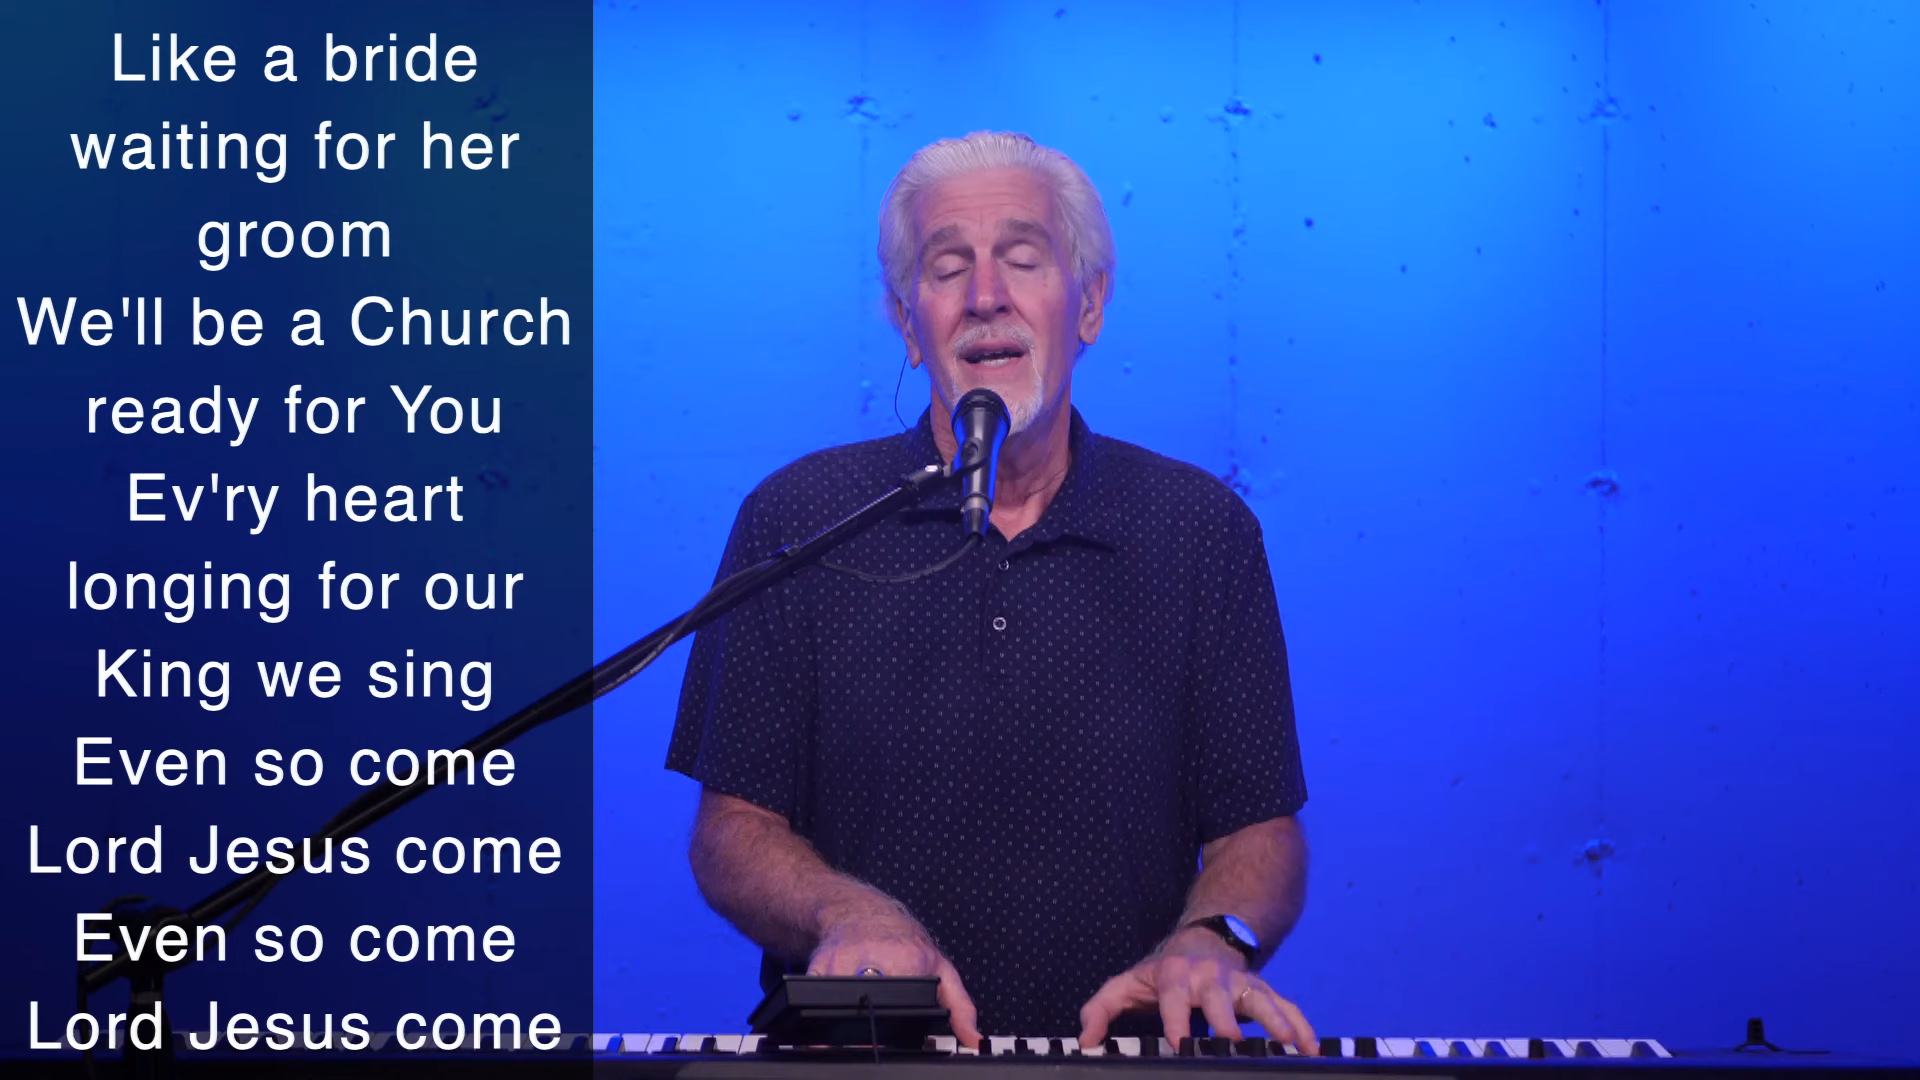 Like a bride
waiting for her
groom
We'll be a Church
ready for You
Ev'ry heart
longing for our
King we sing
Even so come
Lord Jesus come
Even so come
Lord Jesus come